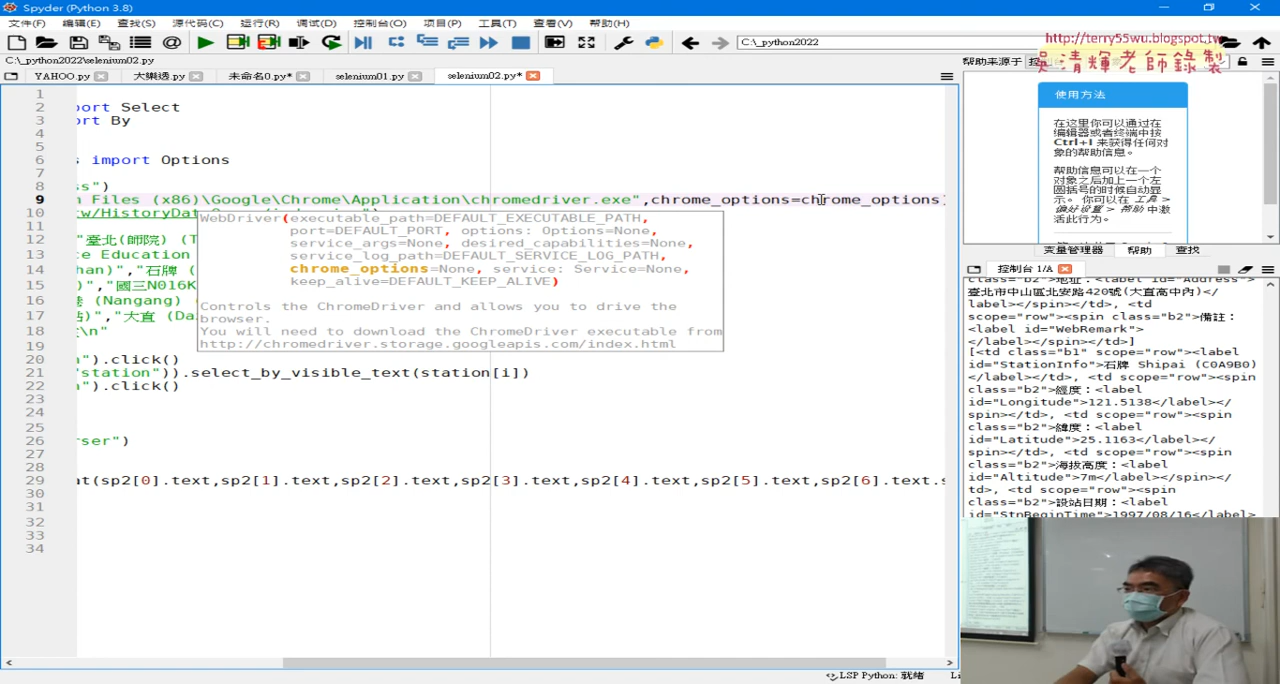 Spyder (Python 3.8)
文件(F) 编辑(E) 查找(S) 源代码(C) 运行(R) 调试(D) 控制台(O) 项目(P) 工具(T) 查看(V) 帮助(H)
C:\_python2022
http://terry55wu.blogspot.tw
吳清輝老師錄製
C:\_python2022\selenium02.py
YAHOO.py 大樂透.py 未命名0.py* selenium01.py selenium02.py*
1
2 port Select
3 ort By
4
5
6 s import Options
7
8 ss")
9 n Files (x86)\Google\Chrome\Application\chromedriver.exe",chrome_options=chrome_options)
10
11
12 "臺北(師院) (T
13 ce Education
14 han)","石牌 (
15 )","國三N016K
16 (Nangang) (
17 "大直 (Da
18 \n"
19
20 n").click()
21 "station")).select_by_visible_text(station[i])
22 n").click()
23
24
25
26 rser")
27
28
29 at(sp2[0].text,sp2[1].text,sp2[2].text,sp2[3].text,sp2[4].text,sp2[5].text,sp2[6].text.s
30
31
32
33
34
WebDriver(executable_path=DEFAULT_EXECUTABLE_PATH,
port=DEFAULT_PORT, options: Options=None,
service_args=None, desired_capabilities=None,
service_log_path=DEFAULT_SERVICE_LOG_PATH,
chrome_options=None, service: Service=None,
keep_alive=DEFAULT_KEEP_ALIVE)
Controls the ChromeDriver and allows you to drive the
browser.
You will need to download the ChromeDriver executable from
http://chromedriver.storage.googleapis.com/index.html
帮助来源于
使用方法
在这里你可以通过在
编辑器或者终端中按
Ctrl+I 来获得任何对
象的帮助信息。
帮助信息可以在一个
对象之后加上一个左
圆括号的时候自动显
示。 你可以在 工具 >
偏好设置 > 帮助 中激
活此行为。
变量管理器 帮助 查找
控制台 1/A
class="b2">地址：<label id="Address">
臺北市中山區北安路420號(大直高中內)</
label></spin></td>, <td
scope="row"><spin class="b2">備註：
<label id="WebRemark">
</label></spin></td>]
[<td class="b1" scope="row"><label
id="StationInfo">石牌 Shipai (C0A9B0)
</label></td>, <td scope="row"><spin
class="b2">經度：<label
id="Longitude">121.5138</label></
spin></td>, <td scope="row"><spin
class="b2">緯度：<label
id="Latitude">25.1163</label></
spin></td>, <td scope="row"><spin
class="b2">海拔高度：<label
id="Altitude">7m</label></spin></
td>, <td scope="row"><spin
class="b2">設站日期：<label
id="StnBeginTime">1997/08/16</label>
LSP Python: 就绪